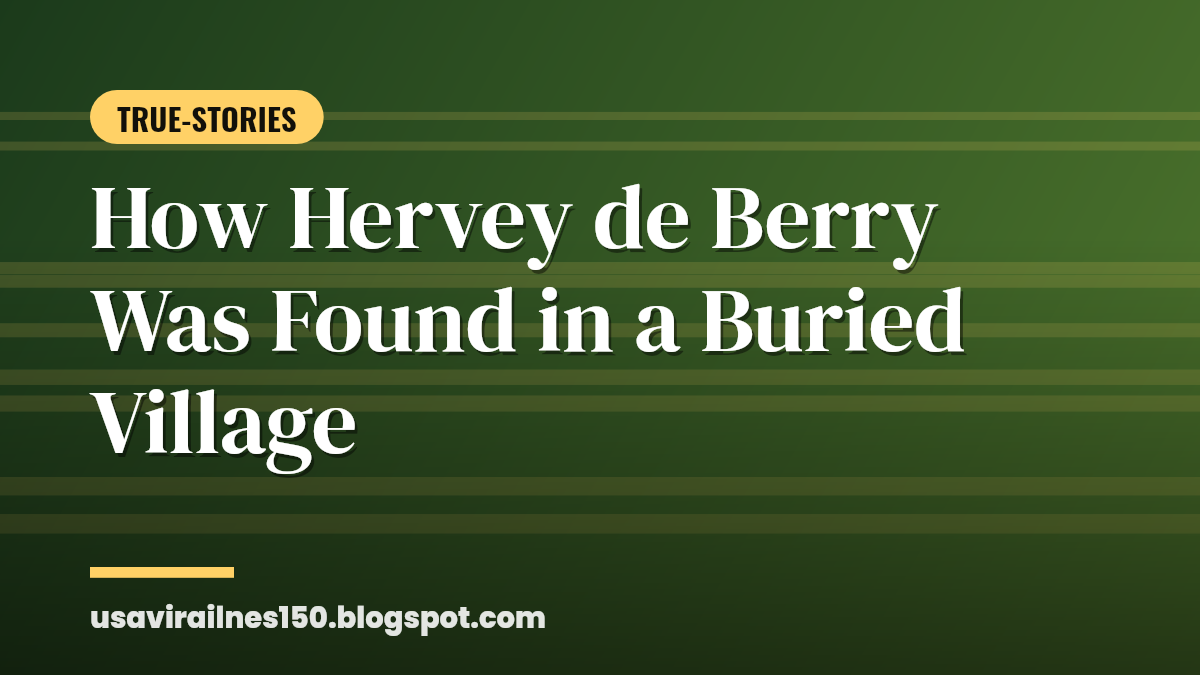 TRUE-STORIES
How Hervey de Berry
Was Found in a Buried
Village
usavirailnes150.blogspot.com